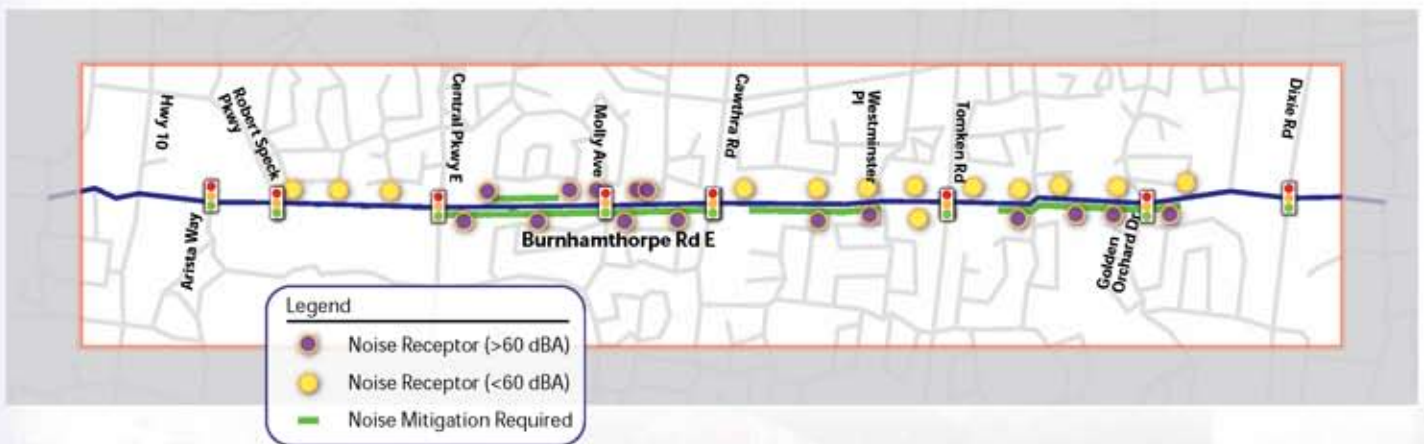 Hwy 10
Robert Speck
Pkwy
Arista Way
Central Pkwy E
Molly Ave
Cawthra Rd
Westminster
Pl
Tomken Rd
Golden
Orchard Dr
Dixie Rd
Burnhamthorpe Rd E
Legend
Noise Receptor (>60 dBA)
Noise Receptor (<60 dBA)
Noise Mitigation Required